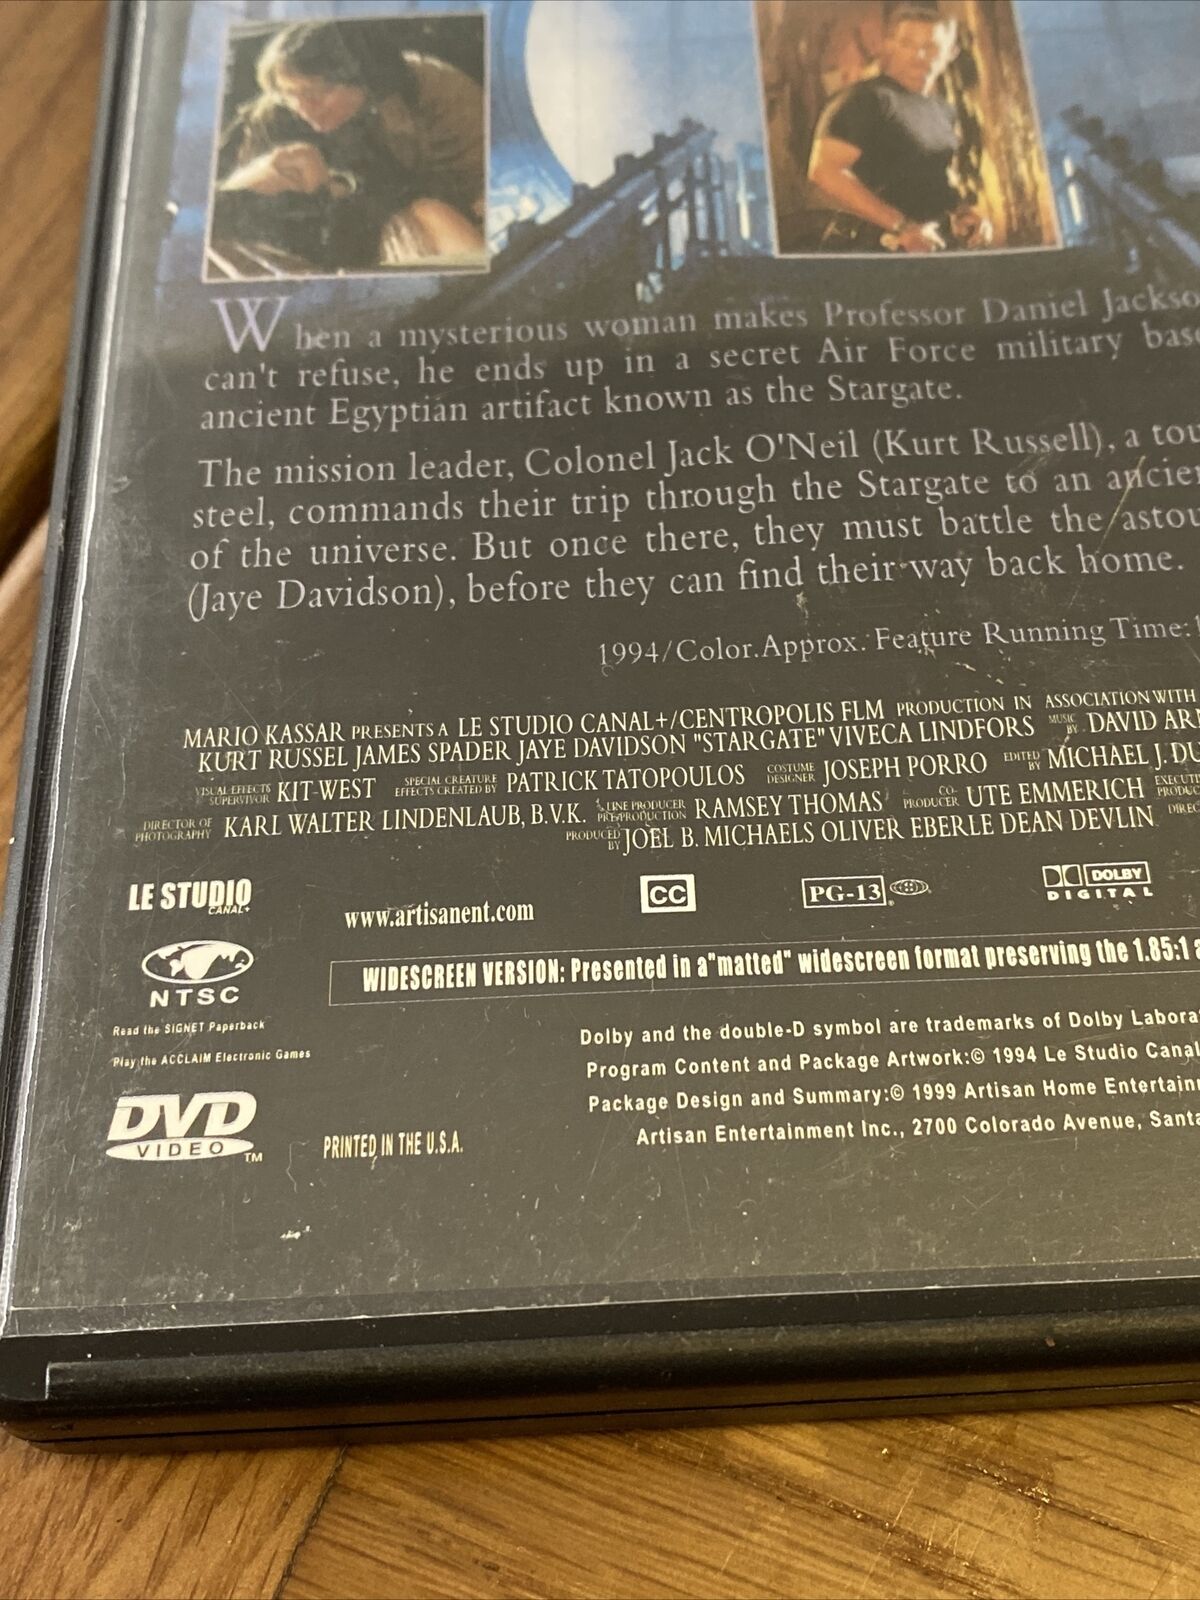 When a mysterious woman makes Professor Daniel Jackso
can't refuse, he ends up in a secret Air Force military bas
ancient Egyptian artifact known as the Stargate.
The mission leader, Colonel Jack O'Neil (Kurt Russell), a tou
steel, commands their trip through the Stargate to an ancie
of the universe. But once there, they must battle the astou
(Jaye Davidson), before they can find their way back home.
1994/Color.Approx. Feature Running Time:1
MARIO KASSAR PRESENTS A LE STUDIO CANAL+/CENTROPOLIS FLM PRODUCTION IN ASSOCIATION WITH
KURT RUSSEL JAMES SPADER JAYE DAVIDSON "STARGATE" VIVECA LINDFORS MUSIC BY DAVID AR
VISUAL EFFECTS SUPERVISOR KIT WEST SPECIAL CREATURE EFFECTS CREATED BY PATRICK TATOPOULOS COSTUME DESIGNER JOSEPH PORRO EDITED BY MICHAEL J. DU
DIRECTOR OF PHOTOGRAPHY KARL WALTER LINDENLAUB, B.V.K. LINE PRODUCER PRE-PRODUCTION RAMSEY THOMAS CO-PRODUCER UTE EMMERICH EXECUTI PRODUC
PRODUCED BY JOEL B. MICHAELS OLIVER EBERLE DEAN DEVLIN DIREC
LE STUDIO
CANAL+
www.artisanent.com
CC
PG-13
DOLBY
DIGITAL
NTSC
WIDESCREEN VERSION: Presented in a "matted" widescreen format preserving the 1.85:1 a
Read the SIGNET Paperback
Play the ACCLAIM Electronic Games
Dolby and the double-D symbol are trademarks of Dolby Labora
Program Content and Package Artwork:© 1994 Le Studio Canal
Package Design and Summary:© 1999 Artisan Home Entertain
Artisan Entertainment Inc., 2700 Colorado Avenue, Santa
DVD
VIDEO TM
PRINTED IN THE U.S.A.